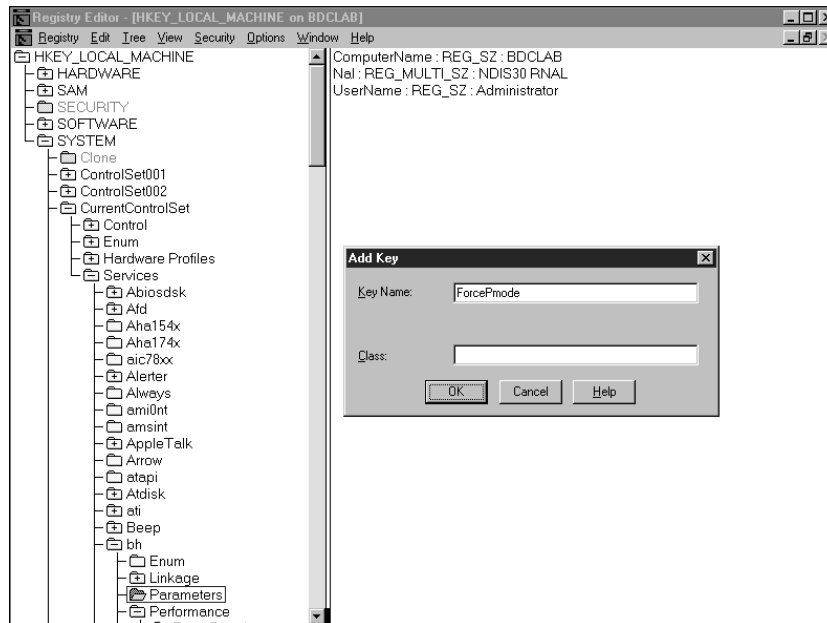 Registry Editor - [HKEY_LOCAL_MACHINE on BDCLAB]
Registry Edit Tree View Security Options Window Help
HKEY_LOCAL_MACHINE
HARDWARE
SAM
SECURITY
SOFTWARE
SYSTEM
Clone
ControlSet001
ControlSet002
CurrentControlSet
Control
Enum
Hardware Profiles
Services
Abiosdsk
Afd
Aha154x
Aha174x
aic78xx
Alerter
Always
ami0nt
amsint
AppleTalk
Arrow
atapi
Atdisk
ati
Beep
bh
Enum
Linkage
Parameters
Performance
ComputerName : REG_SZ : BDCLAB
Nal : REG_MULTI_SZ : NDIS30 RNAL
UserName : REG_SZ : Administrator
Add Key
Key Name: ForcePmode
Class:
OK Cancel Help